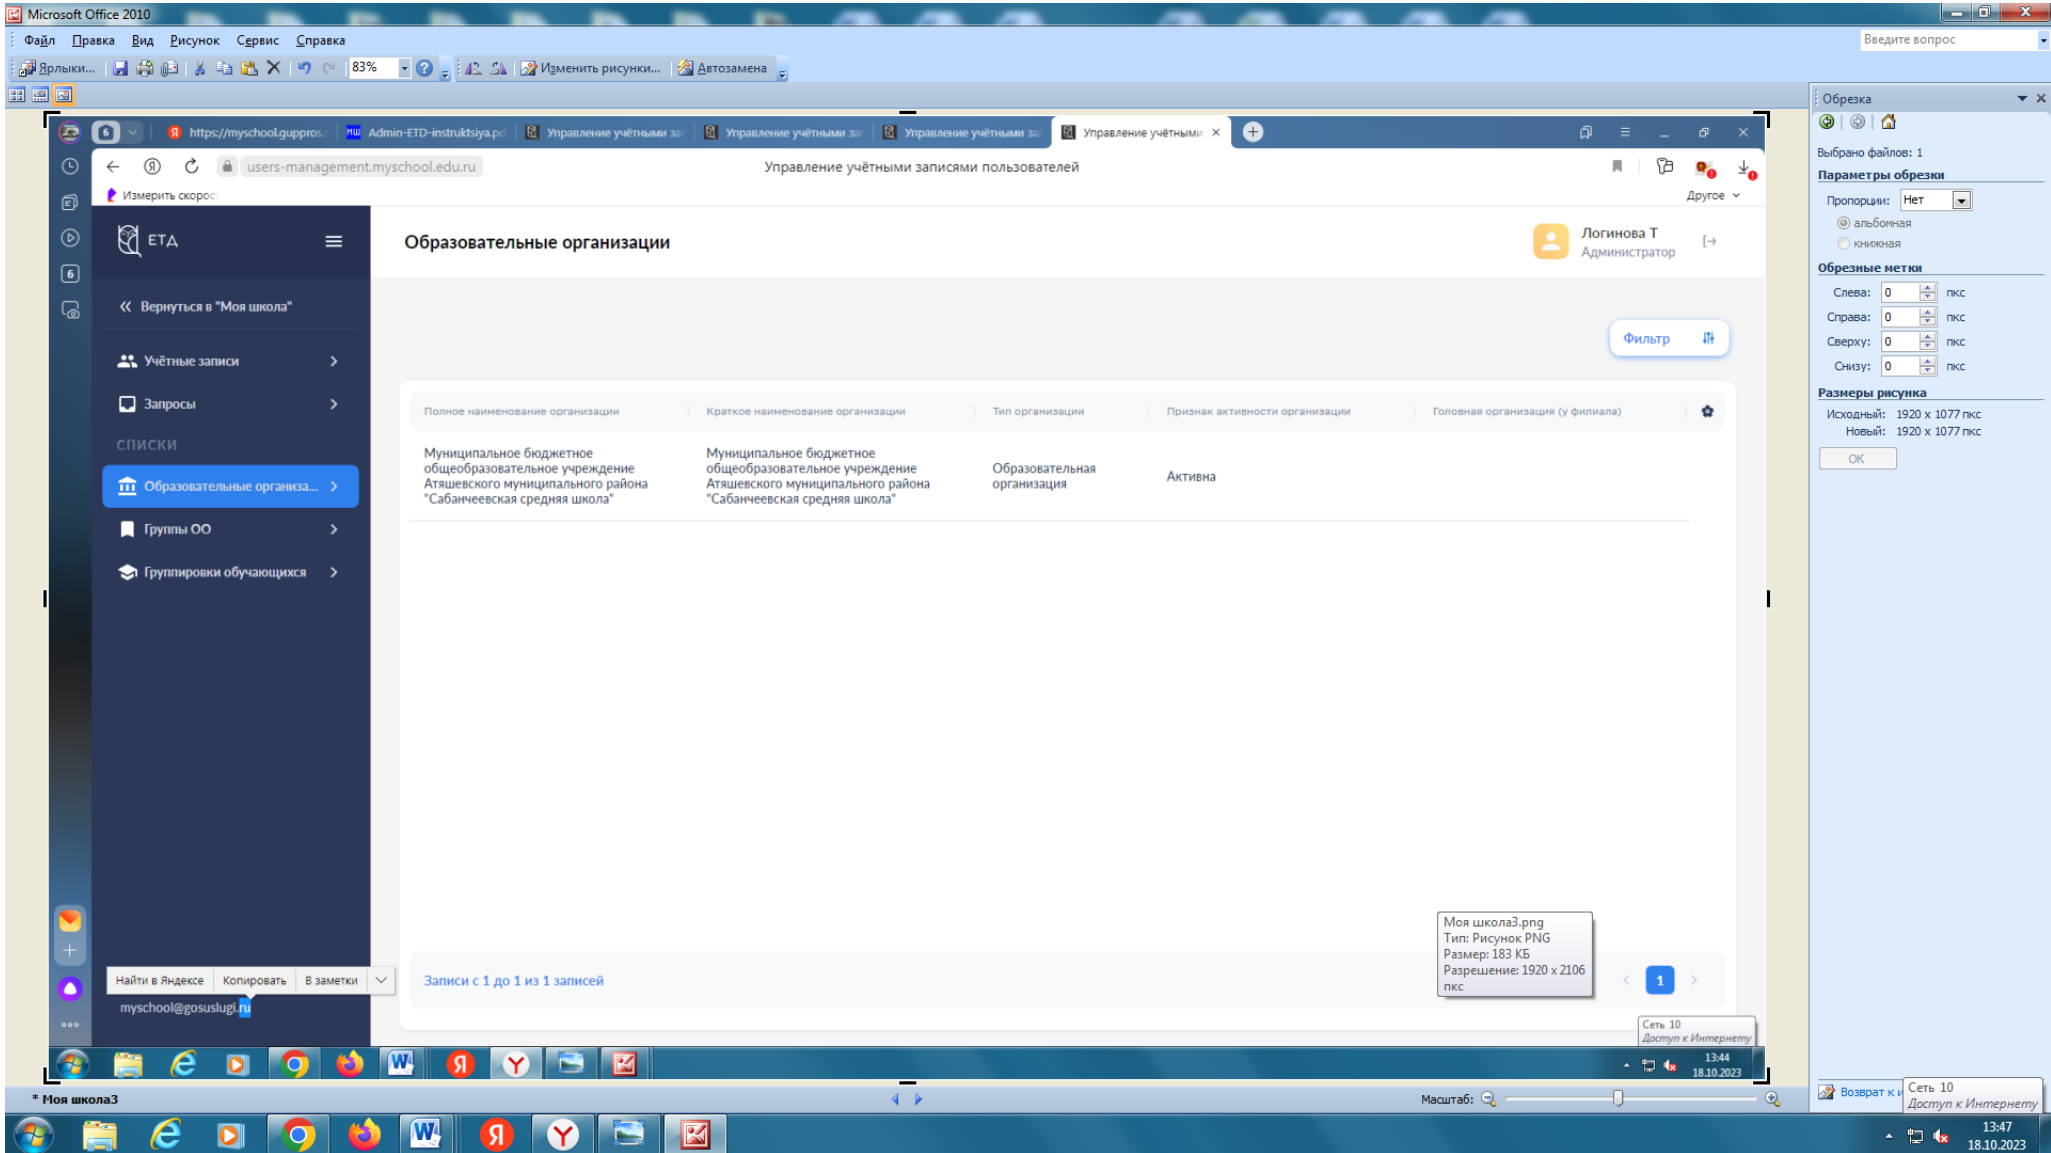 Microsoft Office 2010
Файл Правка Вид Рисунок Сервис Справка
Введите вопрос
Ярлыки... 83% Изменить рисунки... Автозамена
Обрезка
6 https://myschool.guppros. Admin-ETD-instruktsiya.pd Управление учётными за Управление учётными за Управление учётными за Управление учётными
users-management.myschool.edu.ru Управление учётными записями пользователей
Измерить скорос Другое
ЕТД
Образовательные организации
Логинова Т
Администратор
6
Вернуться в "Моя школа"
Фильтр
Учётные записи
Запросы
СПИСКИ
Образовательные организа...
Группы ОО
Группировки обучающихся
Полное наименование организации Краткое наименование организации Тип организации Признак активности организации Головная организация (у филиала)
Муниципальное бюджетное
общеобразовательное учреждение
Атяшевского муниципального района
"Сабанчеевская средняя школа"
Муниципальное бюджетное
общеобразовательное учреждение
Атяшевского муниципального района
"Сабанчеевская средняя школа"
Образовательная
организация
Активна
Моя школа3.png
Тип: Рисунок PNG
Размер: 183 КБ
Разрешение: 1920 x 2106
пкс
Найти в Яндексе Копировать В заметки
Записи с 1 до 1 из 1 записей
1
myschool@gosuslugi.ru
Сеть 10
Доступ к Интернету
13:44
18.10.2023
Выбрано файлов: 1
Параметры обрезки
Пропорции: Нет
альбомная
книжная
Обрезные метки
Слева: 0 пкс
Справа: 0 пкс
Сверху: 0 пкс
Снизу: 0 пкс
Размеры рисунка
Исходный: 1920 x 1077 пкс
Новый: 1920 x 1077 пкс
ОК
* Моя школа3
Масштаб:
Возврат к и
Сеть 10
Доступ к Интернету
13:47
18.10.2023